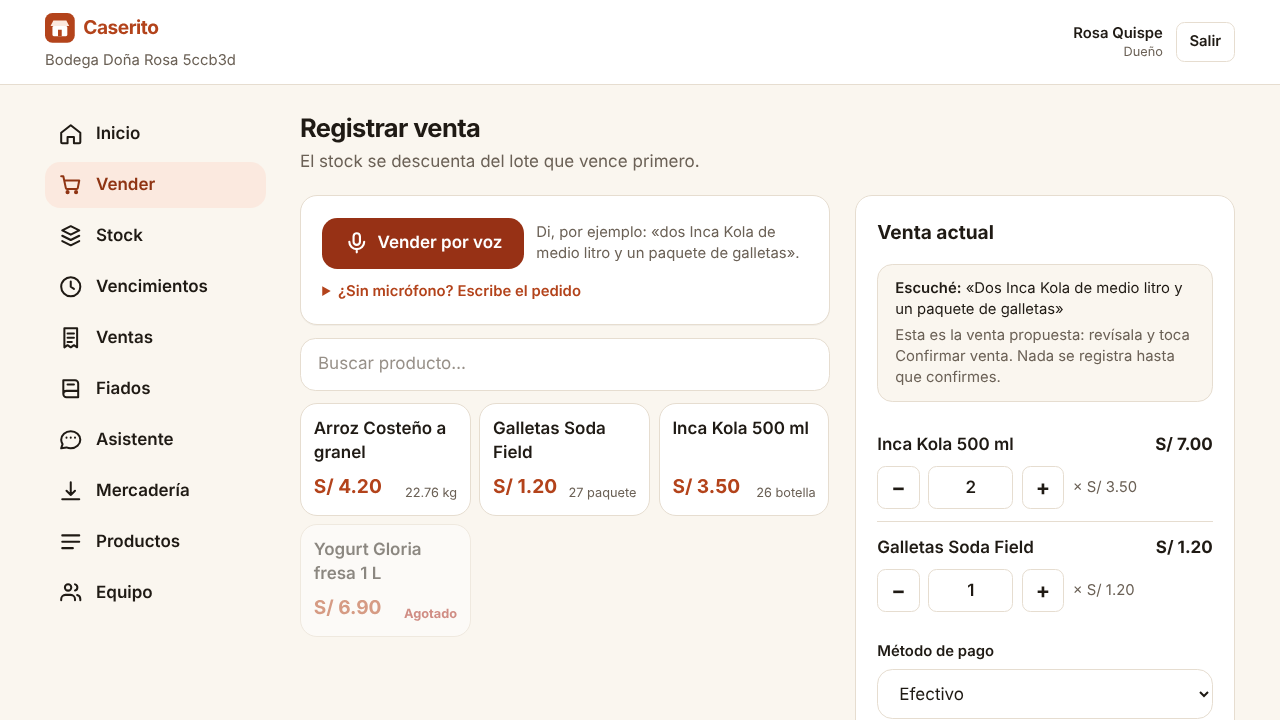 Caserito
Bodega Doña Rosa 5ccb3d
Rosa Quispe
Dueño
Salir
Inicio
Vender
Stock
Vencimientos
Ventas
Fiados
Asistente
Mercadería
Productos
Equipo
Registrar venta
El stock se descuenta del lote que vence primero.
Vender por voz
Di, por ejemplo: «dos Inca Kola de
medio litro y un paquete de galletas».
¿Sin micrófono? Escribe el pedido
Buscar producto...
Arroz Costeño a
granel
S/ 4.20
22.76 kg
Galletas Soda
Field
S/ 1.20
27 paquete
Inca Kola 500 ml
S/ 3.50
26 botella
Yogurt Gloria
fresa 1 L
S/ 6.90
Agotado
Venta actual
Escuché: «Dos Inca Kola de medio litro y
un paquete de galletas»
Esta es la venta propuesta: revísala y toca
Confirmar venta. Nada se registra hasta
que confirmes.
Inca Kola 500 ml
S/ 7.00
− 2 + × S/ 3.50
Galletas Soda Field
S/ 1.20
− 1 + × S/ 1.20
Método de pago
Efectivo